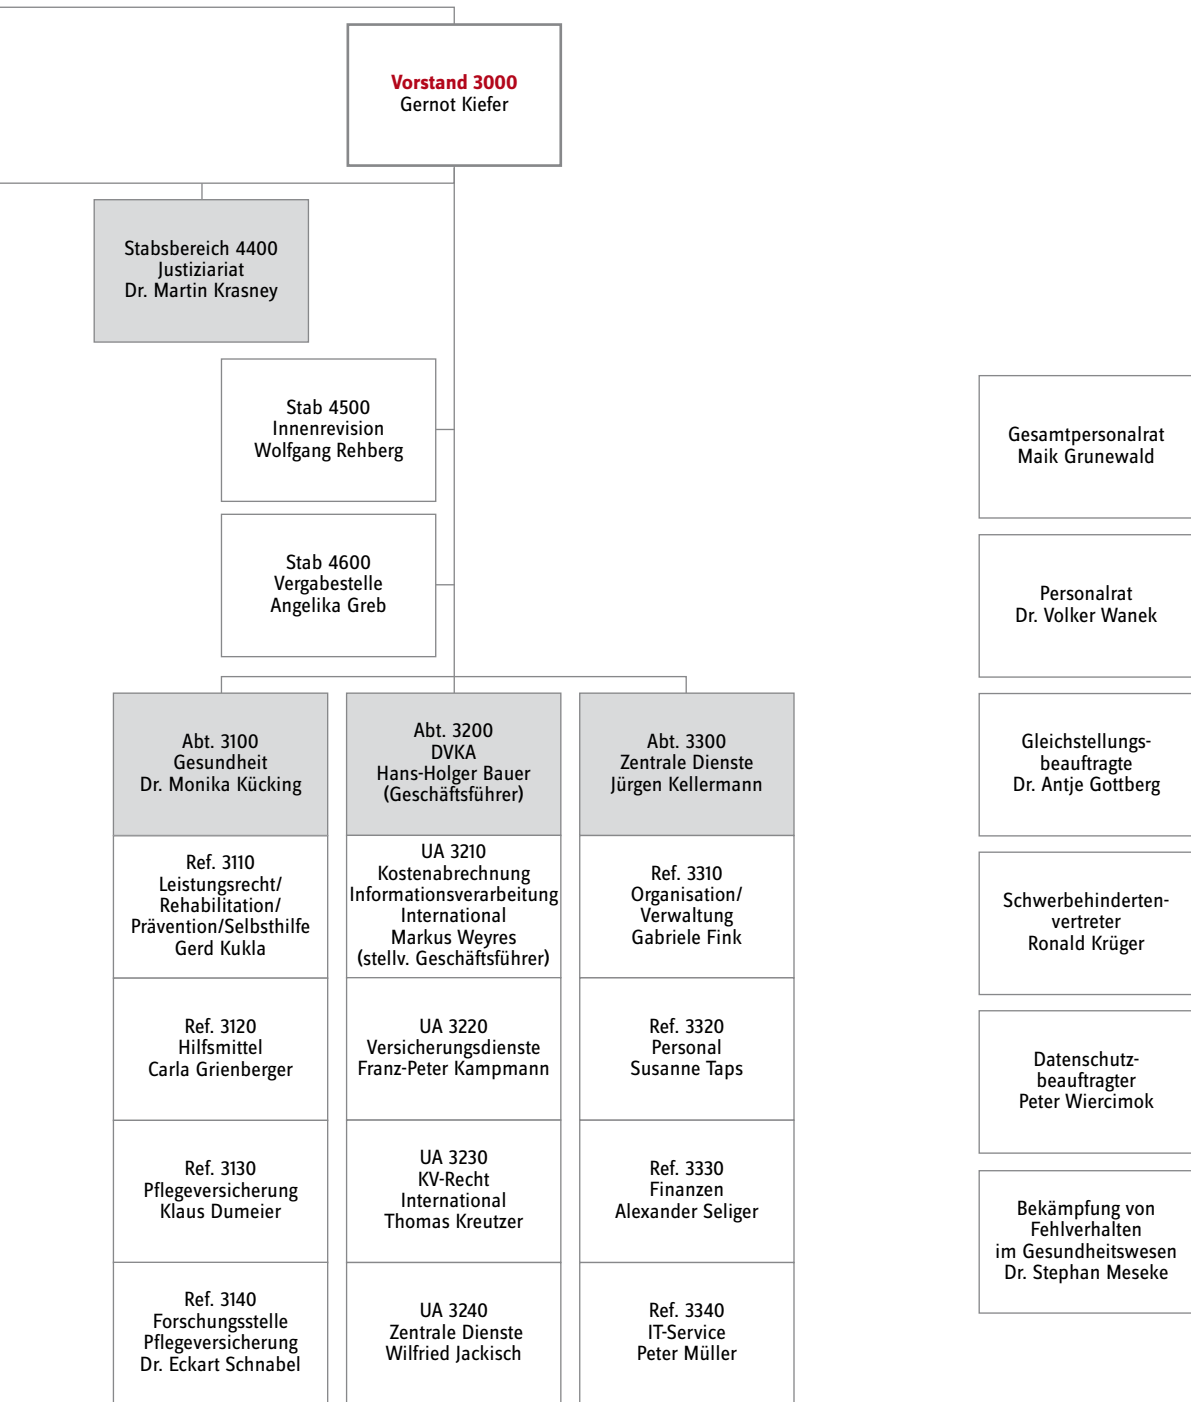 Vorstand 3000
Gernot Kiefer
Stabsbereich 4400
Justiziariat
Dr. Martin Krasney
Stab 4500
Innenrevision
Wolfgang Rehberg
Stab 4600
Vergabestelle
Angelika Greb
Abt. 3100
Gesundheit
Dr. Monika Kücking
Ref. 3110
Leistungsrecht/
Rehabilitation/
Prävention/Selbsthilfe
Gerd Kukla
Ref. 3120
Hilfsmittel
Carla Grienberger
Ref. 3130
Pflegeversicherung
Klaus Dumeier
Ref. 3140
Forschungsstelle
Pflegeversicherung
Dr. Eckart Schnabel
Abt. 3200
DVKA
Hans-Holger Bauer
(Geschäftsführer)
UA 3210
Kostenabrechnung
Informationsverarbeitung
International
Markus Weyres
(stellv. Geschäftsführer)
UA 3220
Versicherungsdienste
Franz-Peter Kampmann
UA 3230
KV-Recht
International
Thomas Kreutzer
UA 3240
Zentrale Dienste
Wilfried Jackisch
Abt. 3300
Zentrale Dienste
Jürgen Kellermann
Ref. 3310
Organisation/
Verwaltung
Gabriele Fink
Ref. 3320
Personal
Susanne Taps
Ref. 3330
Finanzen
Alexander Seliger
Ref. 3340
IT-Service
Peter Müller
Gesamtpersonalrat
Maik Grunewald
Personalrat
Dr. Volker Wanek
Gleichstellungs-
beauftragte
Dr. Antje Gottberg
Schwerbehinderten-
vertreter
Ronald Krüger
Datenschutz-
beauftragter
Peter Wiercimok
Bekämpfung von
Fehlverhalten
im Gesundheitswesen
Dr. Stephan Meseke